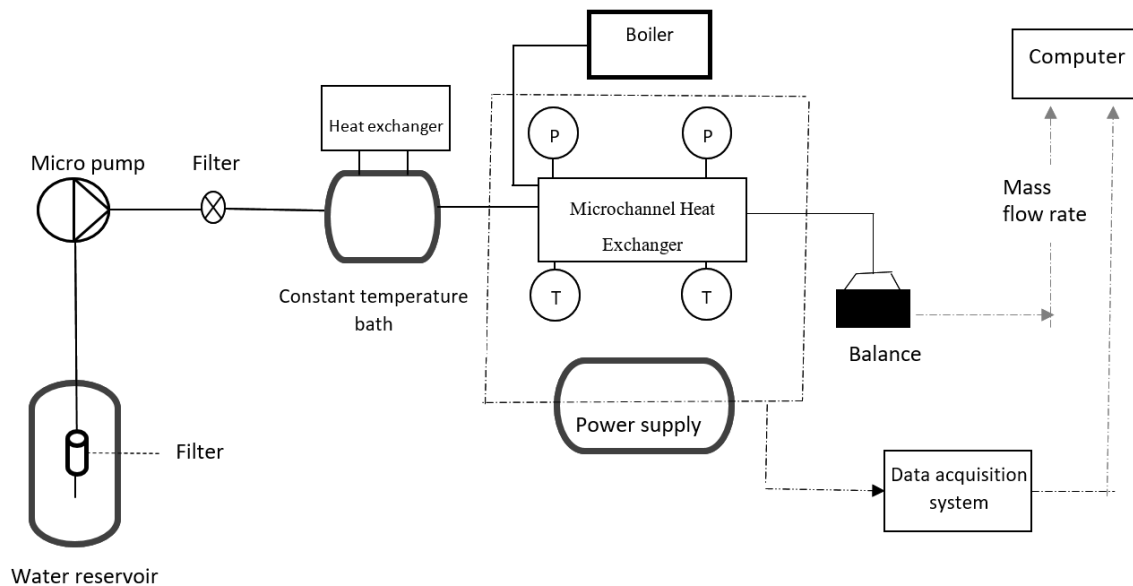 Boiler
Computer
Heat exchanger
P
P
Micro pump
Filter
Microchannel Heat
Exchanger
Mass
flow rate
T
T
Constant temperature
bath
Balance
Power supply
Filter
Data acquisition
system
Water reservoir